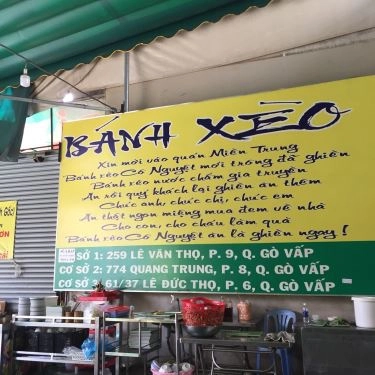 BÁNH XÈO
Xin mời vào quán Miền Trung
Bánh xèo Cô Nguyệt mới trông đã ghiền
Bánh xèo nước chấm gia truyền
Ăn rồi quý khách lại ghiền ăn thêm
Chúc anh, chúc chị, chúc em
Ăn thật ngon miệng mua đem về nhà
Cho con, cho cháu làm quà
Bánh xèo Cô Nguyệt ăn là ghiền ngay !
SỐ 1: 259 LÊ VĂN THỌ, P. 9, Q. GÒ VẤP
CƠ SỞ 2: 774 QUANG TRUNG, P. 8, Q. GÒ VẤP
CƠ SỞ 3: 61/37 LÊ ĐỨC THỌ, P. 6, Q. GÒ VẤP